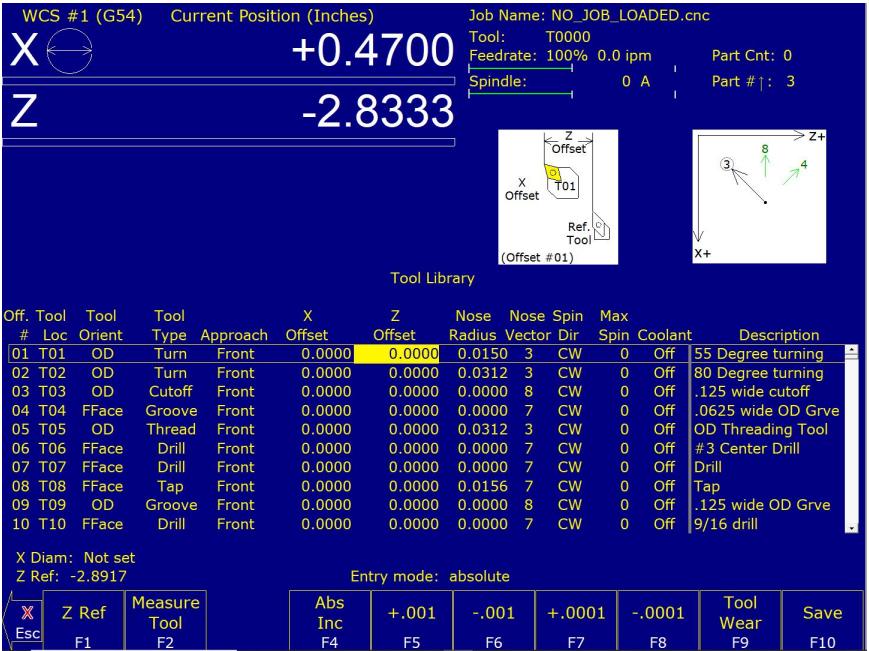 WCS #1 (G54) Current Position (Inches)
X +0.4700
Z -2.8333
Job Name: NO_JOB_LOADED.cnc
Tool: T0000
Feedrate: 100% 0.0 ipm Part Cnt: 0
Spindle: 0 A Part #↑: 3
Z
Offset
X
Offset
T01
Ref.
Tool
(Offset #01)
Z+
8
3
4
X+
Tool Library
Off. Tool Tool Tool X Z Nose Nose Spin Max
# Loc Orient Type Approach Offset Offset Radius Vector Dir Spin Coolant Description
01 T01 OD Turn Front 0.0000 0.0000 0.0150 3 CW 0 Off 55 Degree turning
02 T02 OD Turn Front 0.0000 0.0000 0.0312 3 CW 0 Off 80 Degree turning
03 T03 OD Cutoff Front 0.0000 0.0000 0.0000 8 CW 0 Off .125 wide cutoff
04 T04 FFace Groove Front 0.0000 0.0000 0.0000 7 CW 0 Off .0625 wide OD Grve
05 T05 OD Thread Front 0.0000 0.0000 0.0312 3 CW 0 Off OD Threading Tool
06 T06 FFace Drill Front 0.0000 0.0000 0.0000 7 CW 0 Off #3 Center Drill
07 T07 FFace Drill Front 0.0000 0.0000 0.0000 7 CW 0 Off Drill
08 T08 FFace Tap Front 0.0000 0.0000 0.0156 7 CW 0 Off Tap
09 T09 OD Groove Front 0.0000 0.0000 0.0000 8 CW 0 Off .125 wide OD Grve
10 T10 FFace Drill Front 0.0000 0.0000 0.0000 7 CW 0 Off 9/16 drill
X Diam: Not set
Z Ref: -2.8917 Entry mode: absolute
X
Esc
Z Ref
F1
Measure
Tool
F2
Abs
Inc
F4
+.001
F5
-.001
F6
+.0001
F7
-.0001
F8
Tool
Wear
F9
Save
F10